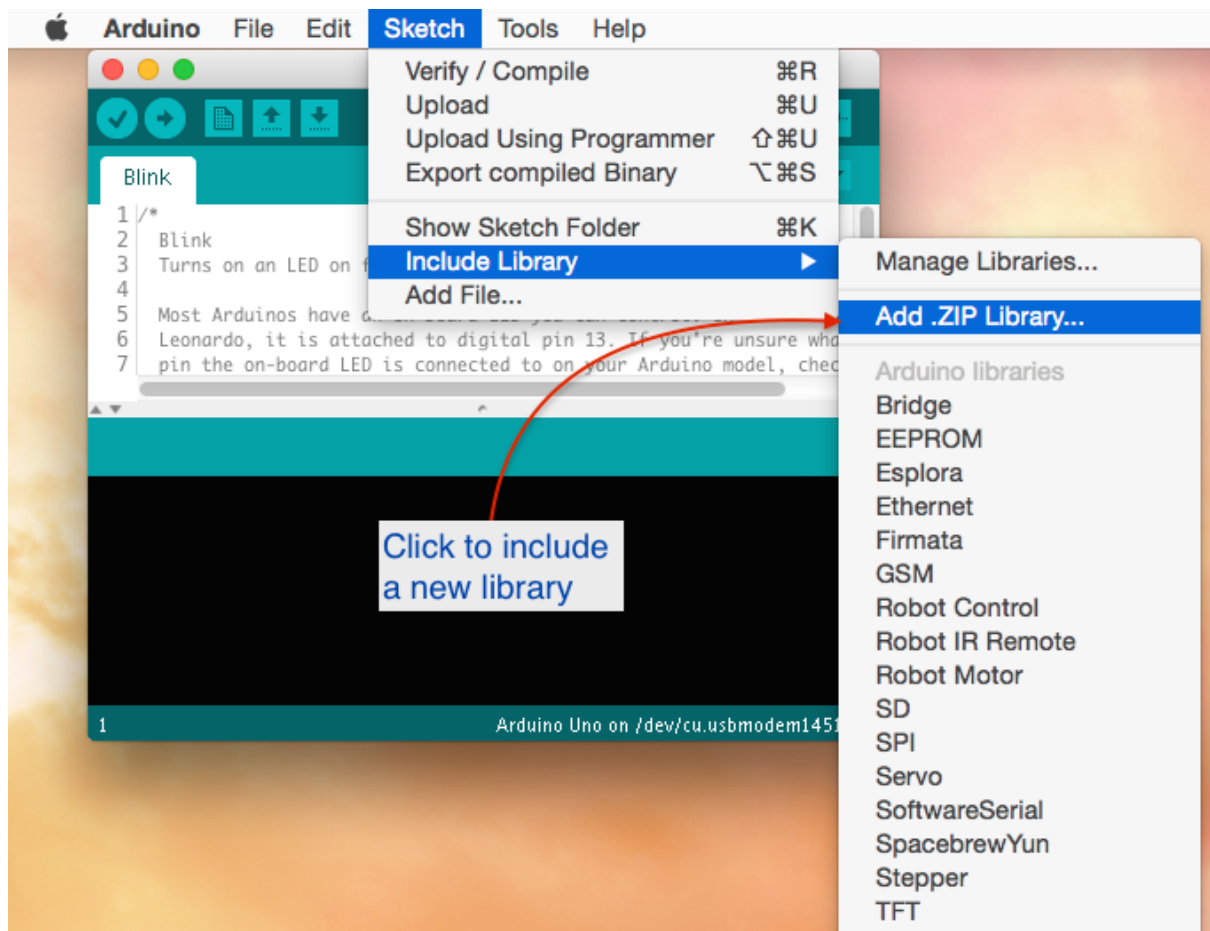 Arduino File Edit Sketch Tools Help
Verify / Compile ⌘R
Upload ⌘U
Upload Using Programmer ⇧⌘U
Export compiled Binary ⌥⌘S
Show Sketch Folder ⌘K
Include Library
Add File...
Manage Libraries...
Add .ZIP Library...
Arduino libraries
Bridge
EEPROM
Esplora
Ethernet
Firmata
GSM
Robot Control
Robot IR Remote
Robot Motor
SD
SPI
Servo
SoftwareSerial
SpacebrewYun
Stepper
TFT
Blink
1 /*
2 Blink
3 Turns on an LED on
4
5 Most Arduinos have
6 Leonardo, it is attached to digital pin 13. If you're unsure
7 pin the on-board LED is connected to on your Arduino model,
Click to include
a new library
1 Arduino Uno on /dev/cu.usbmodem1451